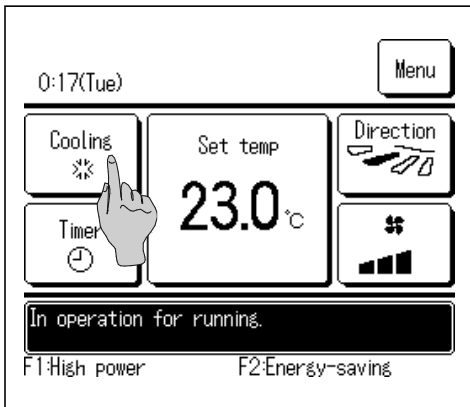 0:17(Tue)
Menu
Cooling
Set temp
Direction
23.0°C
Timer
In operation for running.
F1:High power
F2:Energy-saving